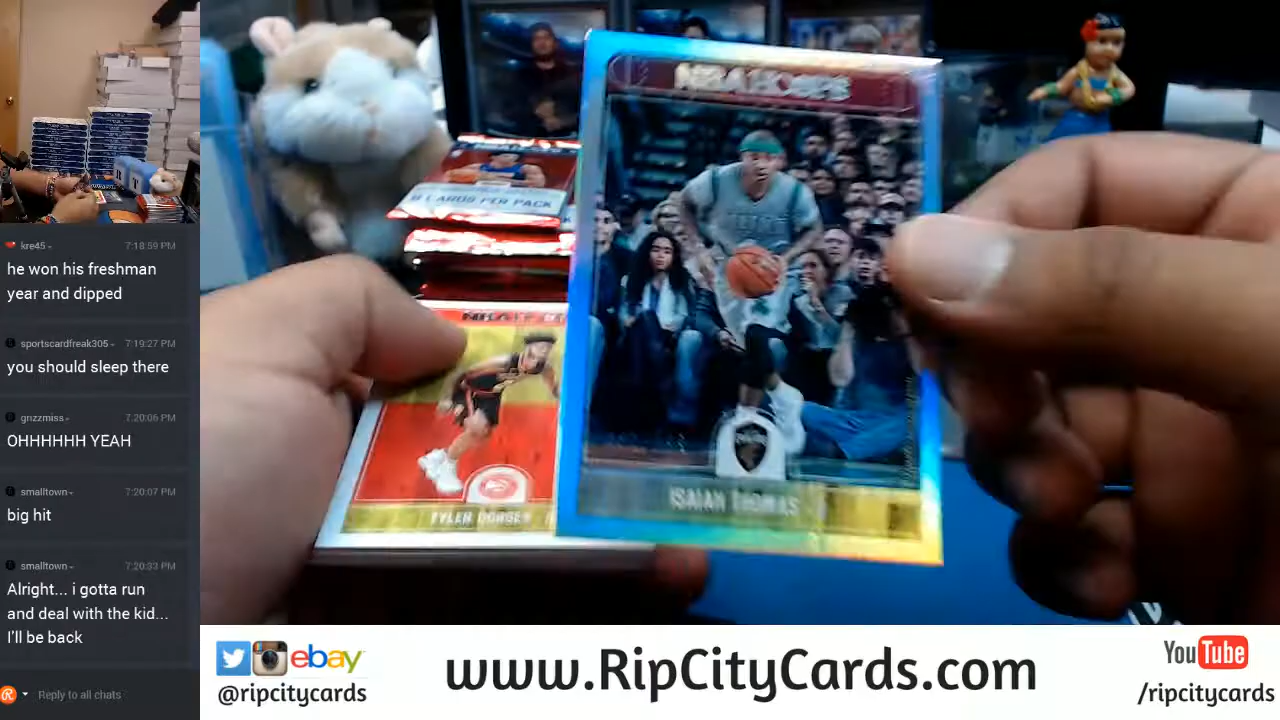 kre45
7:18:59 PM
he won his freshman
year and dipped
sportscardfreak305
7:19:27 PM
you should sleep there
gnzzmiss
7:20:06 PM
OHHHHHH YEAH
smalltown
7:20:07 PM
big hit
smalltown
7:20:33 PM
Alright... i gotta run
and deal with the kid...
I'll be back
Reply to all chats
NBA HOOPS
8 CARDS PER PACK
TYLER DORSEY
ISAIAH THOMAS
ebay
@ripcitycards
www.RipCityCards.com
YouTube
/ripcitycards